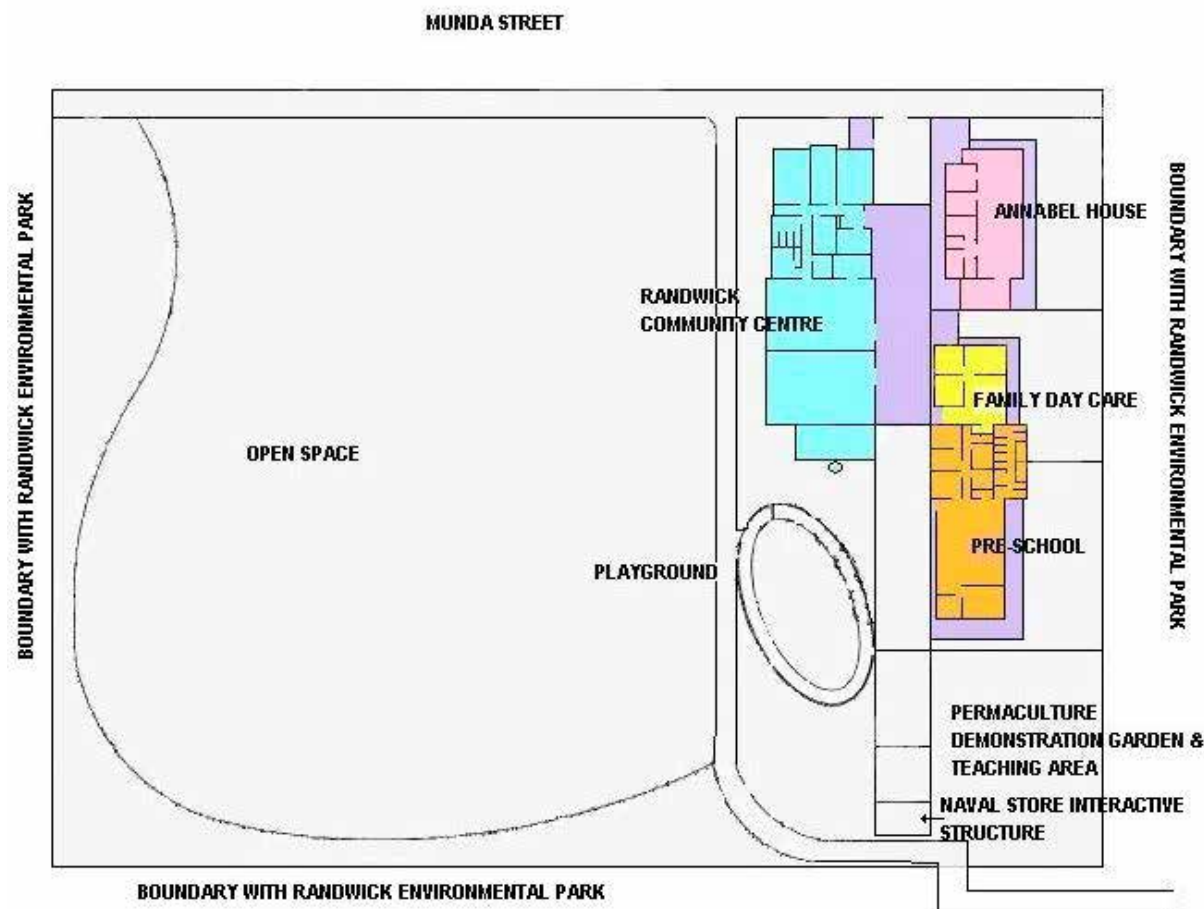 MUNDA STREET
BOUNDARY WITH RANDWICK ENVIRONMENTAL PARK
BOUNDARY WITH RANDWICK ENVIRONMENTAL PARK
ANNABEL HOUSE
RANDWICK
COMMUNITY CENTRE
FAMILY DAY CARE
OPEN SPACE
PRE-SCHOOL
PLAYGROUND
PERMACULTURE
DEMONSTRATION GARDEN &
TEACHING AREA
NAVAL STORE INTERACTIVE
STRUCTURE
BOUNDARY WITH RANDWICK ENVIRONMENTAL PARK